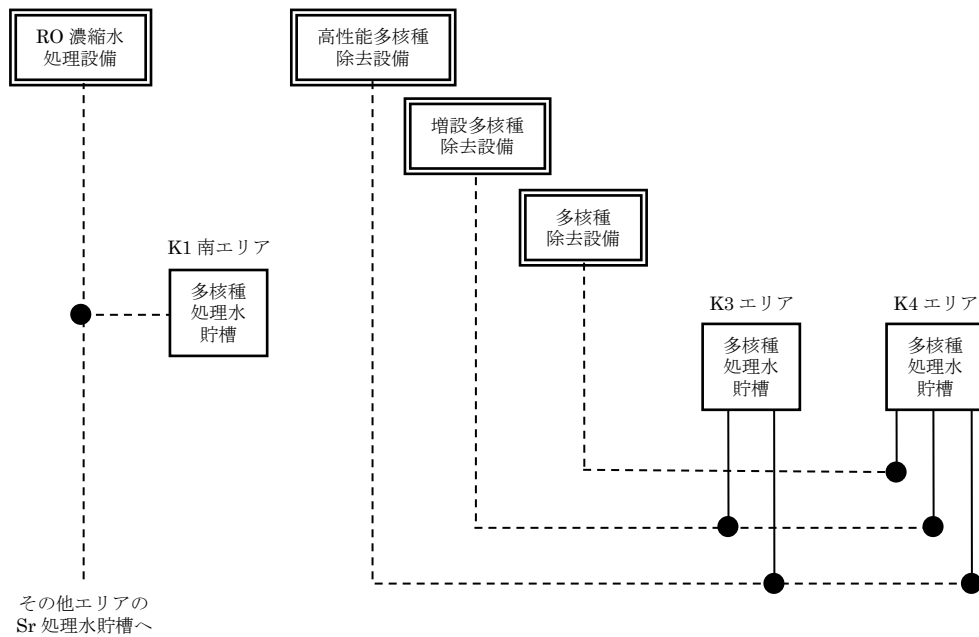 RO 濃縮水
処理設備
高性能多核種
除去設備
増設多核種
除去設備
多核種
除去設備
K1 南エリア
多核種
処理水
貯槽
K3 エリア
多核種
処理水
貯槽
K4 エリア
多核種
処理水
貯槽
その他エリアの
Sr 処理水貯槽へ